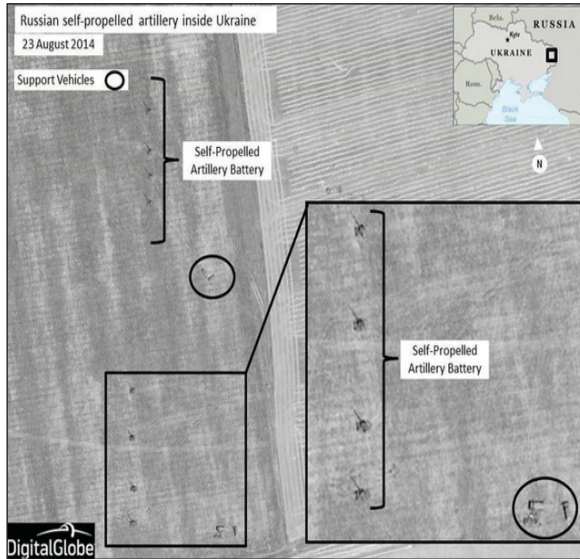 Russian self-propelled artillery inside Ukraine
23 August 2014
Support Vehicles
Self-Propelled
Artillery Battery
Self-Propelled
Artillery Battery
Bela.
RUSSIA
Kyiv
UKRAINE
Rom.
Black
Sea
N
DigitalGlobe